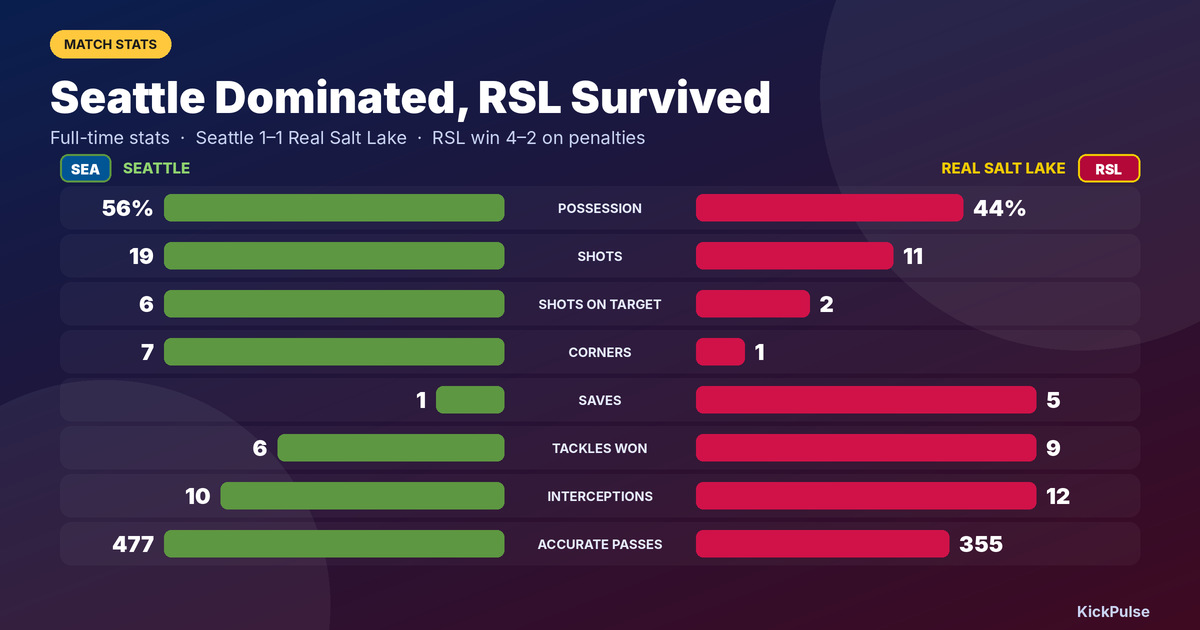 MATCH STATS
Seattle Dominated, RSL Survived
Full-time stats · Seattle 1–1 Real Salt Lake · RSL win 4–2 on penalties
SEA SEATTLE REAL SALT LAKE RSL
56% POSSESSION 44%
19 SHOTS 11
6 SHOTS ON TARGET 2
7 CORNERS 1
1 SAVES 5
6 TACKLES WON 9
10 INTERCEPTIONS 12
477 ACCURATE PASSES 355
KickPulse